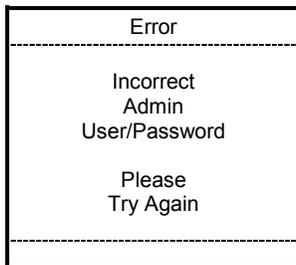 Error
Incorrect
Admin
User/Password
Please
Try Again